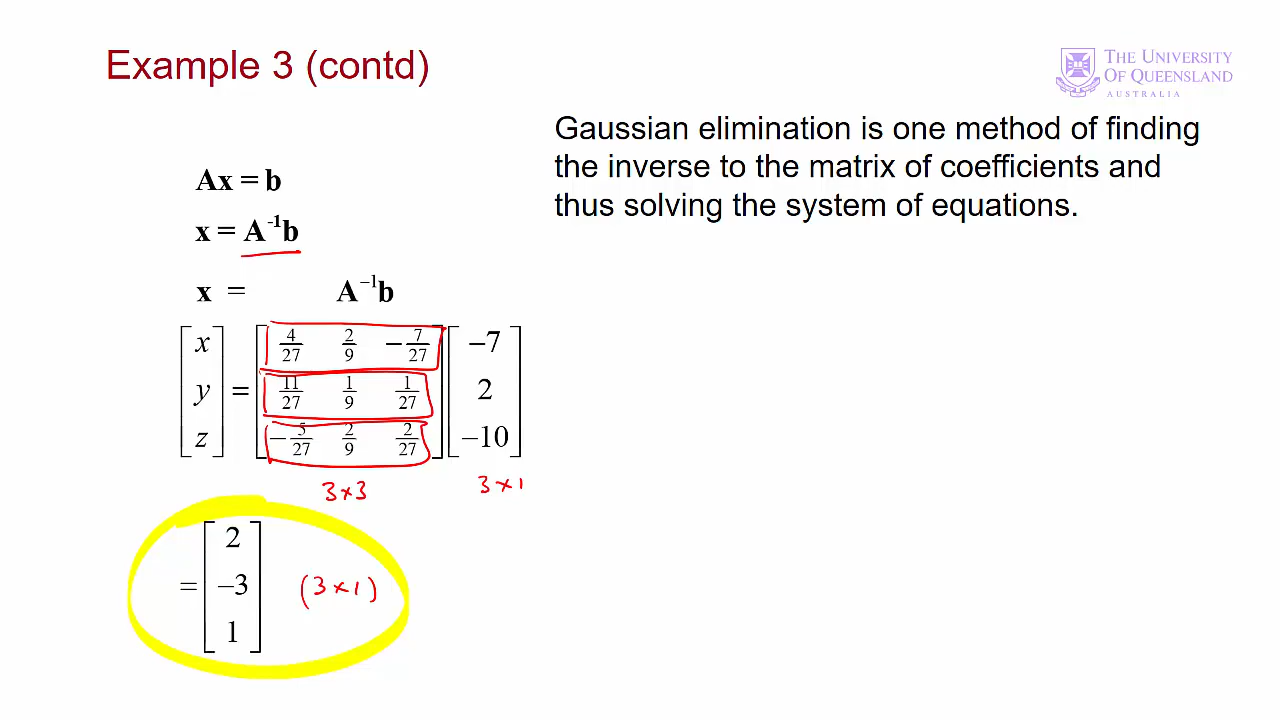 Example 3 (contd)
THE UNIVERSITY
OF QUEENSLAND
AUSTRALIA
Gaussian elimination is one method of finding
the inverse to the matrix of coefficients and
thus solving the system of equations.
Ax = b
x = A⁻¹b
x = A⁻¹b
[x] = [4/27 2/9 −7/27] [−7]
[y] = [11/27 1/9 1/27] [2]
[z] = [−5/27 2/9 2/27] [−10]
3×3 3×1
= [2]
[−3] (3×1)
[1]